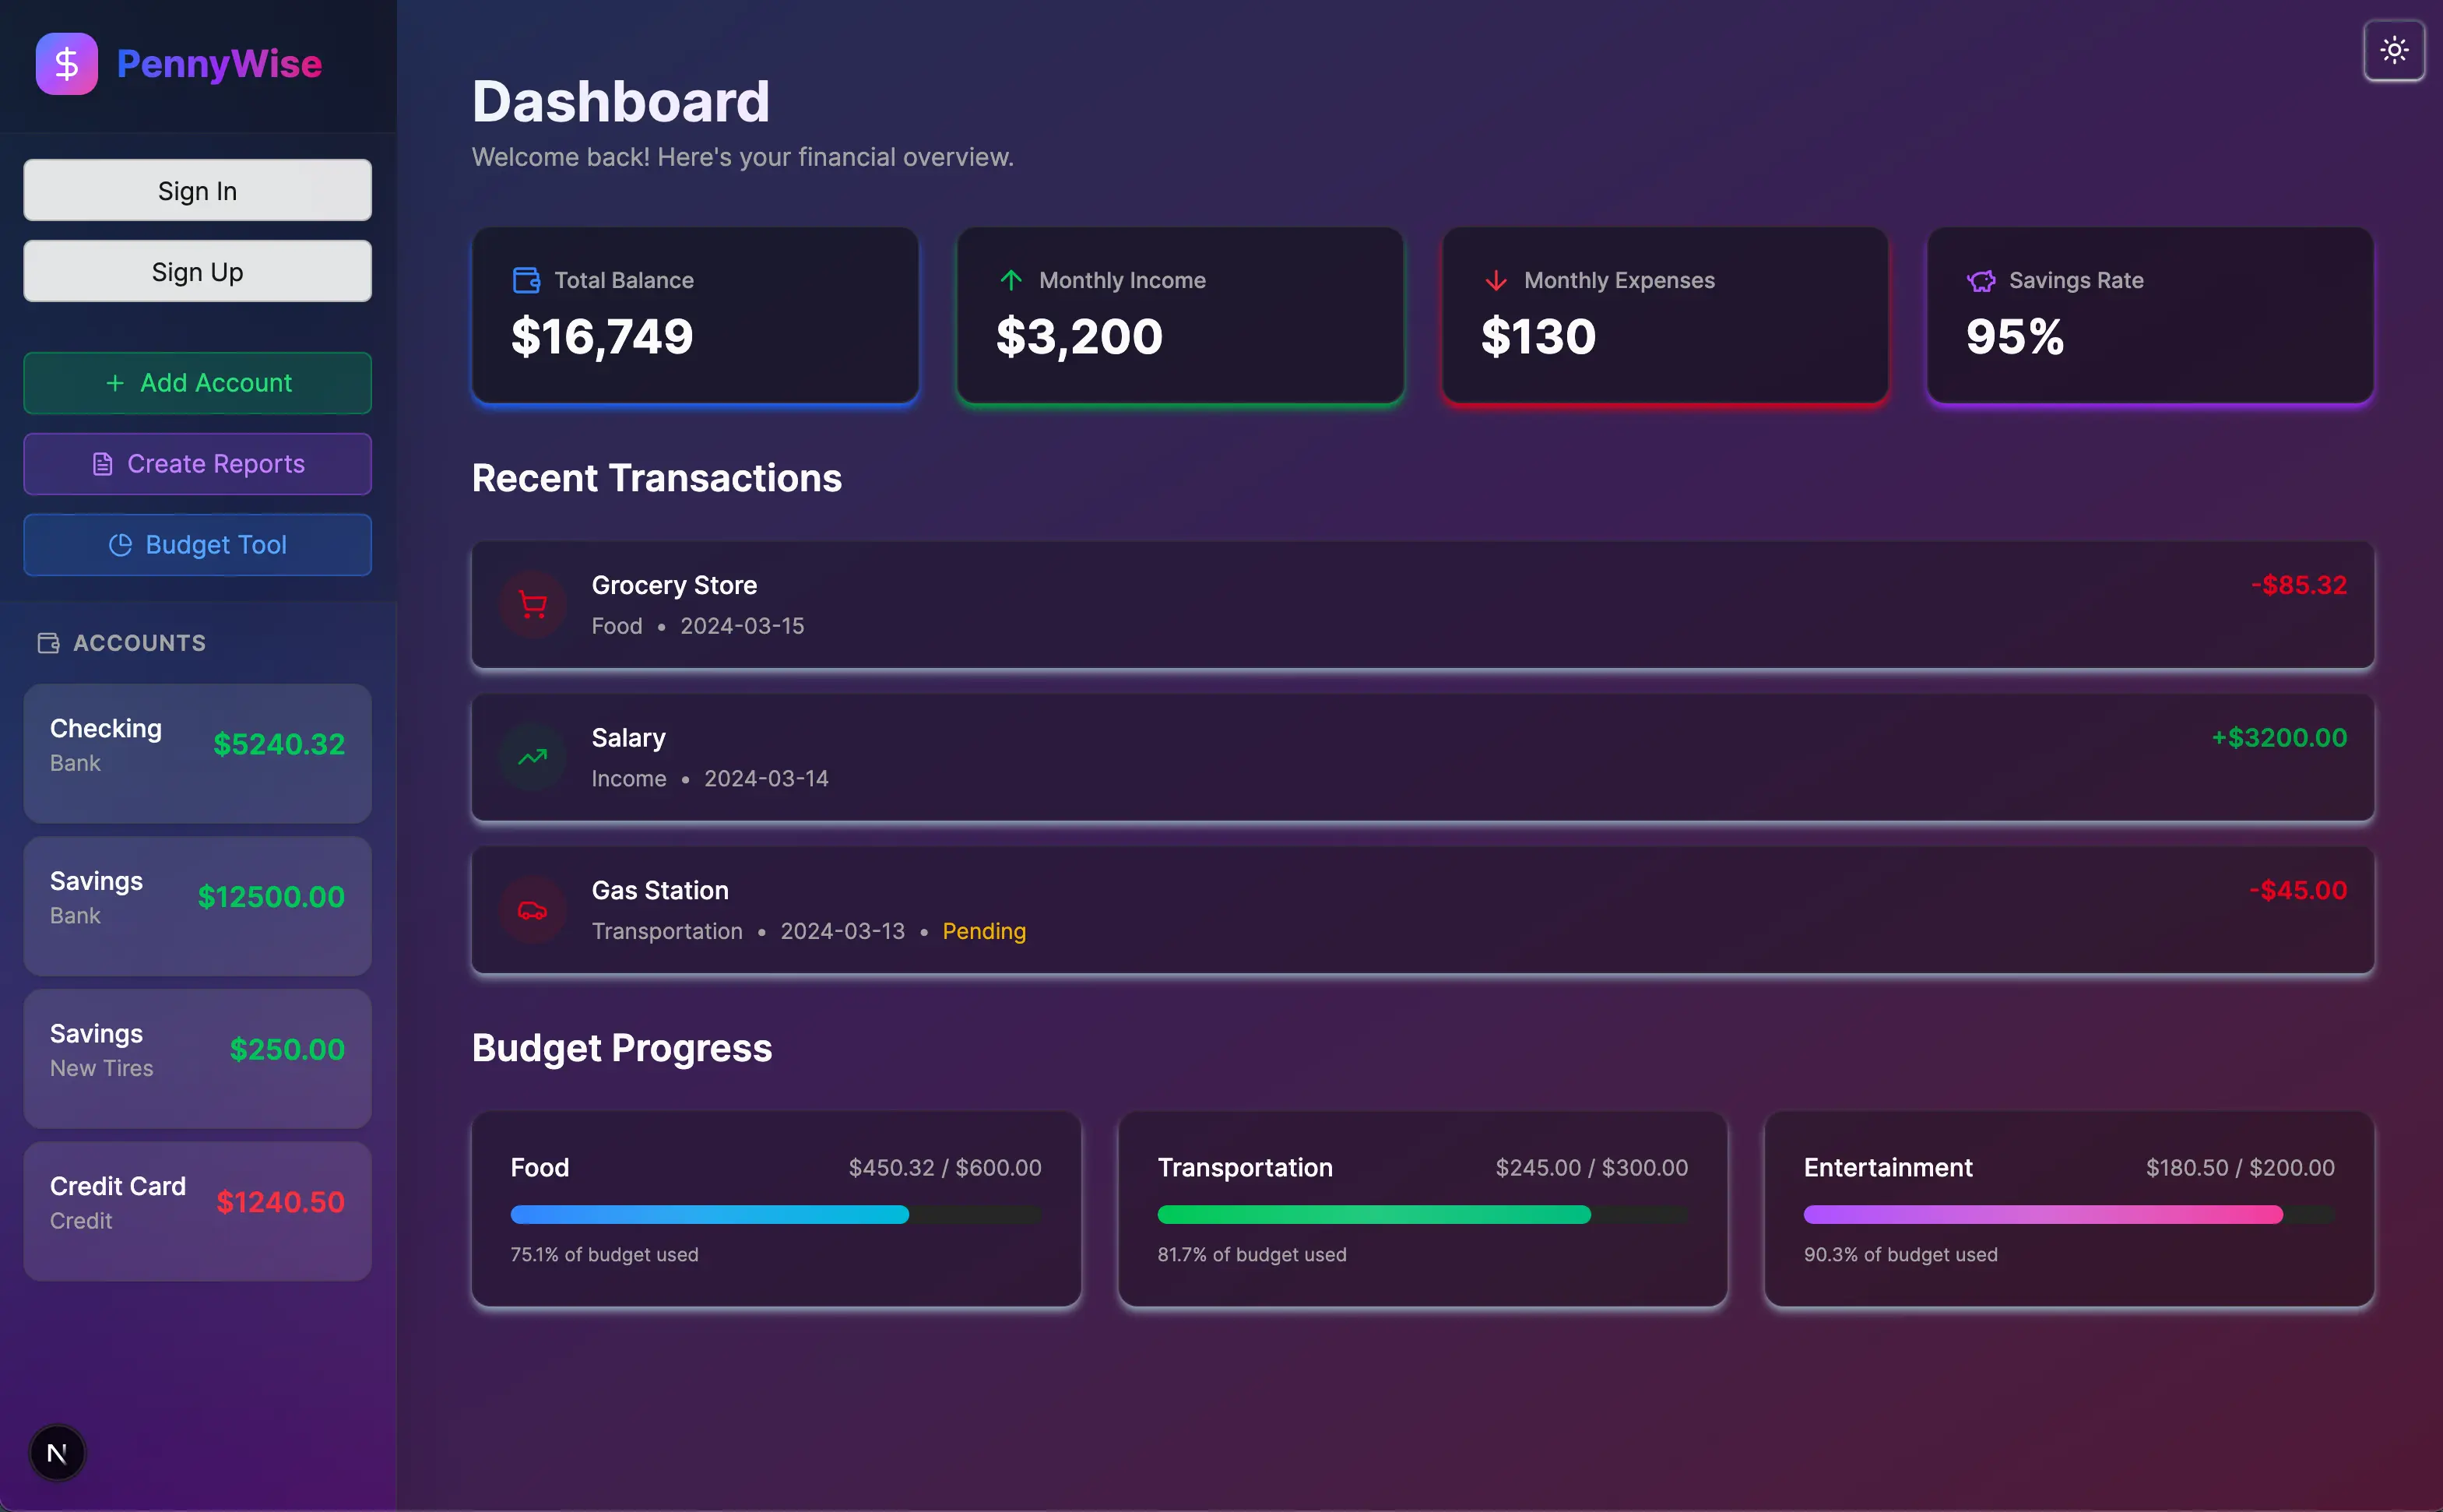 PennyWise
Sign In
Sign Up
+ Add Account
Create Reports
Budget Tool
ACCOUNTS
Checking
Bank
$5240.32
Savings
Bank
$12500.00
Savings
New Tires
$250.00
Credit Card
Credit
$1240.50
N
Dashboard
Welcome back! Here's your financial overview.
Total Balance
$16,749
Monthly Income
$3,200
Monthly Expenses
$130
Savings Rate
95%
Recent Transactions
Grocery Store
Food • 2024-03-15
-$85.32
Salary
Income • 2024-03-14
+$3200.00
Gas Station
Transportation • 2024-03-13 • Pending
-$45.00
Budget Progress
Food
$450.32 / $600.00
75.1% of budget used
Transportation
$245.00 / $300.00
81.7% of budget used
Entertainment
$180.50 / $200.00
90.3% of budget used